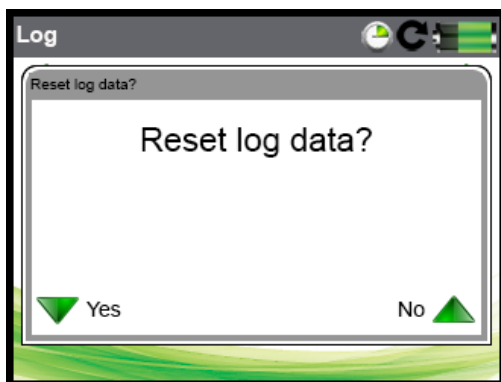 Log
Reset log data?
Reset log data?
Yes
No